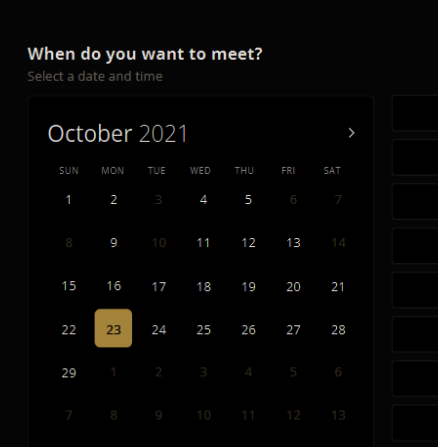 When do you want to meet?
Select a date and time
October 2021
SUN MON TUE WED THU FRI SAT
1 2 3 4 5 6 7
8 9 10 11 12 13 14
15 16 17 18 19 20 21
22 23 24 25 26 27 28
29 1 2 3 4 5 6
7 8 9 10 11 12 13